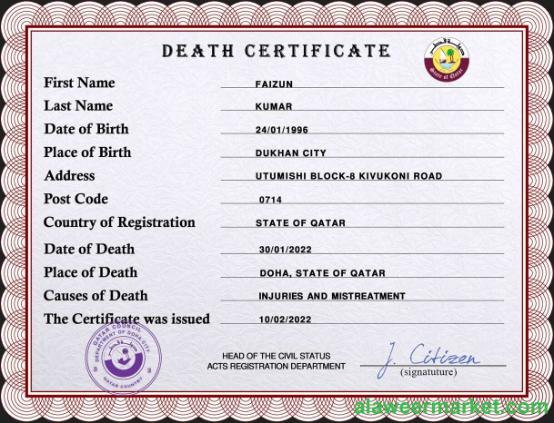 DEATH CERTIFICATE
State of Qatar
First Name FAIZUN
Last Name KUMAR
Date of Birth 24/01/1996
Place of Birth DUKHAN CITY
Address UTUMISHI BLOCK-8 KIVUKONI ROAD
Post Code 0714
Country of Registration STATE OF QATAR
Date of Death 30/01/2022
Place of Death DOHA, STATE OF QATAR
Causes of Death INJURIES AND MISTREATMENT
The Certificate was issued 10/02/2022
QATAR COUNCIL
DEPARTMENT OF DOHA CITY
QATAR COUNTRY
HEAD OF THE CIVIL STATUS
ACTS REGISTRATION DEPARTMENT
J. Citizen
(signatuture)
alaweermarket.com